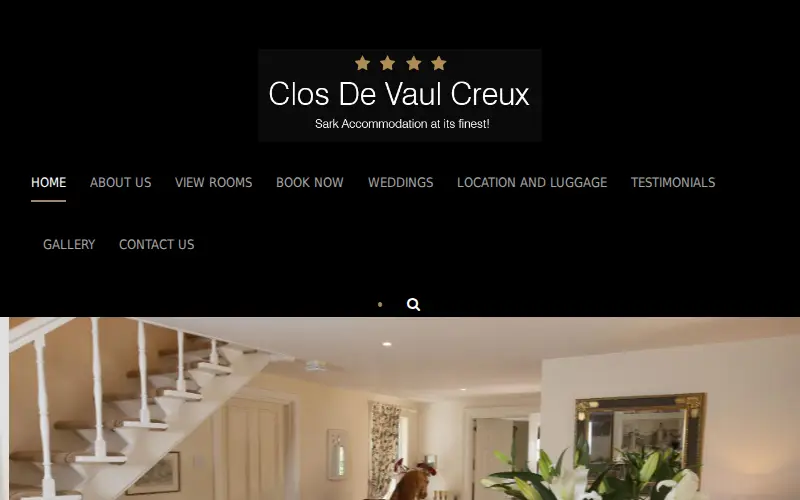 Clos De Vaul Creux
Sark Accommodation at its finest!
HOME ABOUT US VIEW ROOMS BOOK NOW WEDDINGS LOCATION AND LUGGAGE TESTIMONIALS
GALLERY CONTACT US